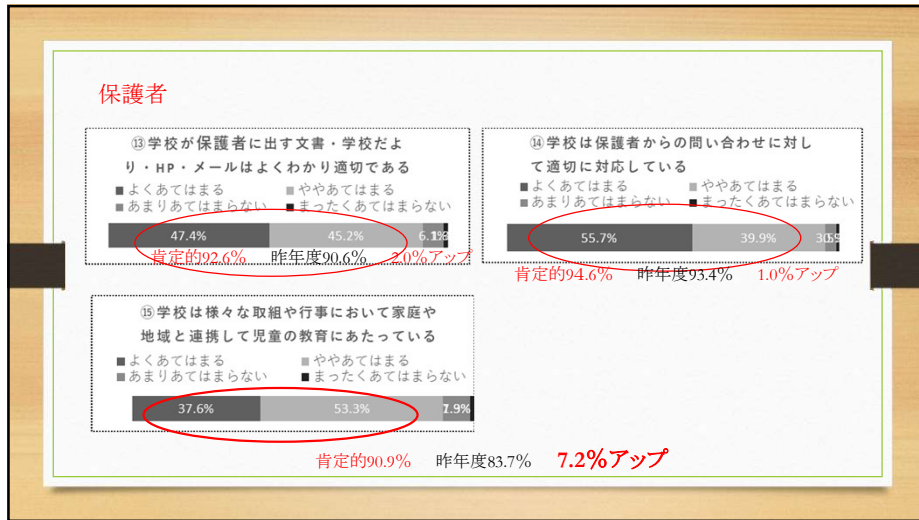 保護者
⑬学校が保護者に出す文書・学校だよ
り・HP・メールはよくわかり適切である
■よくあてはまる ■ややあてはまる
■あまりあてはまらない ■まったくあてはまらない
47.4% 45.2%
肯定的92.6% 昨年度90.6% 2.0%アップ
⑭学校は保護者からの問い合わせに対し
て適切に対応している
■よくあてはまる ■ややあてはまる
■あまりあてはまらない ■まったくあてはまらない
55.7% 39.9%
肯定的94.6% 昨年度93.4% 1.0%アップ
⑮学校は様々な取組や行事において家庭や
地域と連携して児童の教育にあたっている
■よくあてはまる ■ややあてはまる
■あまりあてはまらない ■まったくあてはまらない
37.6% 53.3%
肯定的90.9% 昨年度83.7% 7.2%アップ